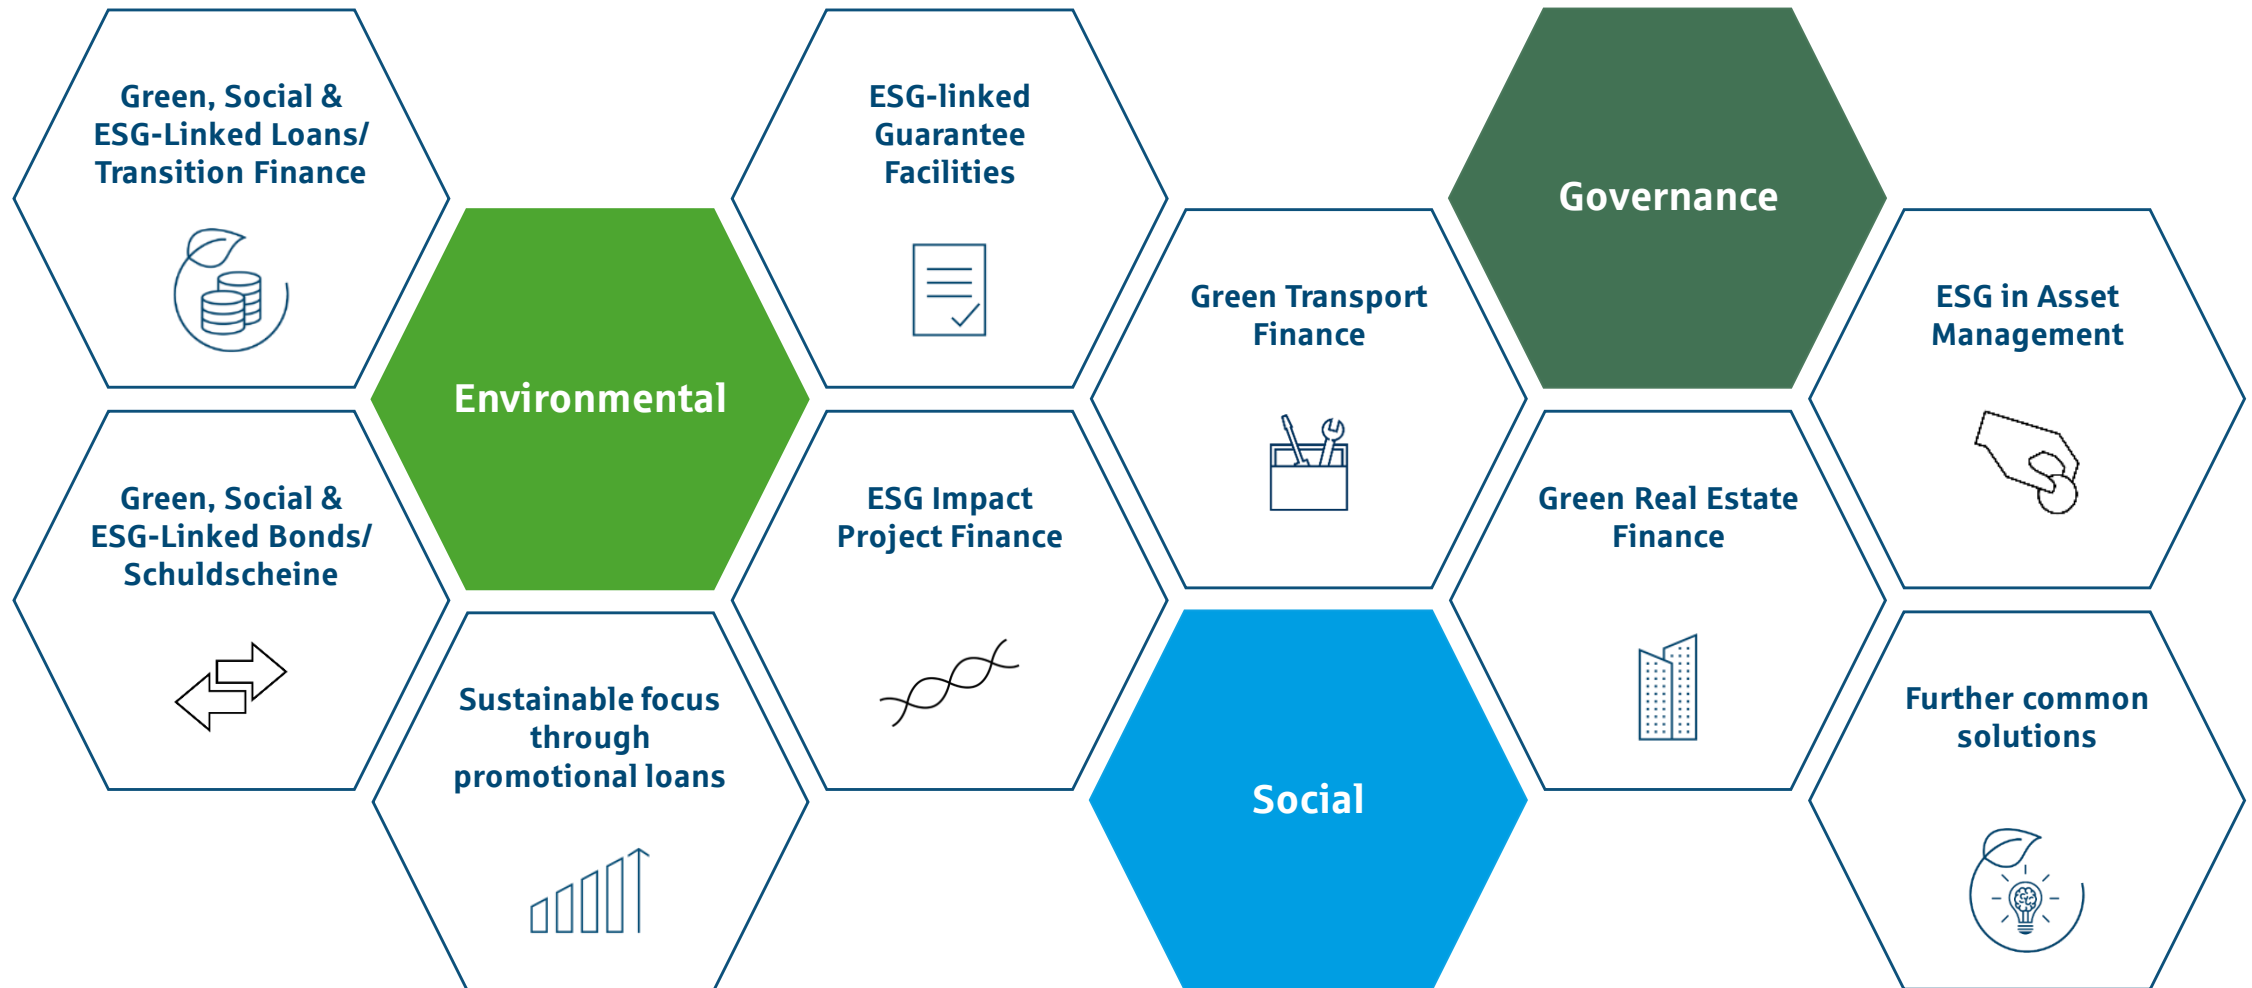 Green, Social &
ESG-Linked Loans/
Transition Finance
Environmental
Green, Social &
ESG-Linked Bonds/
Schuldscheine
Sustainable focus
through
promotional loans
ESG-linked
Guarantee
Facilities
ESG Impact
Project Finance
Green Transport
Finance
Social
Governance
Green Real Estate
Finance
ESG in Asset
Management
Further common
solutions